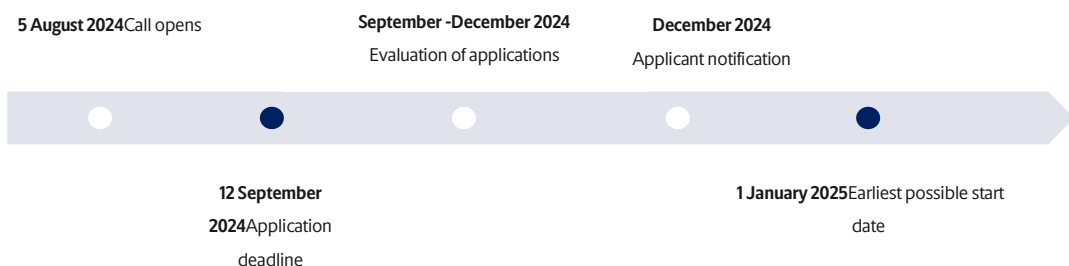 5 August 2024Call opens
September -December 2024
Evaluation of applications
December 2024
Applicant notification
12 September
2024Application
deadline
1 January 2025Earliest possible start
date